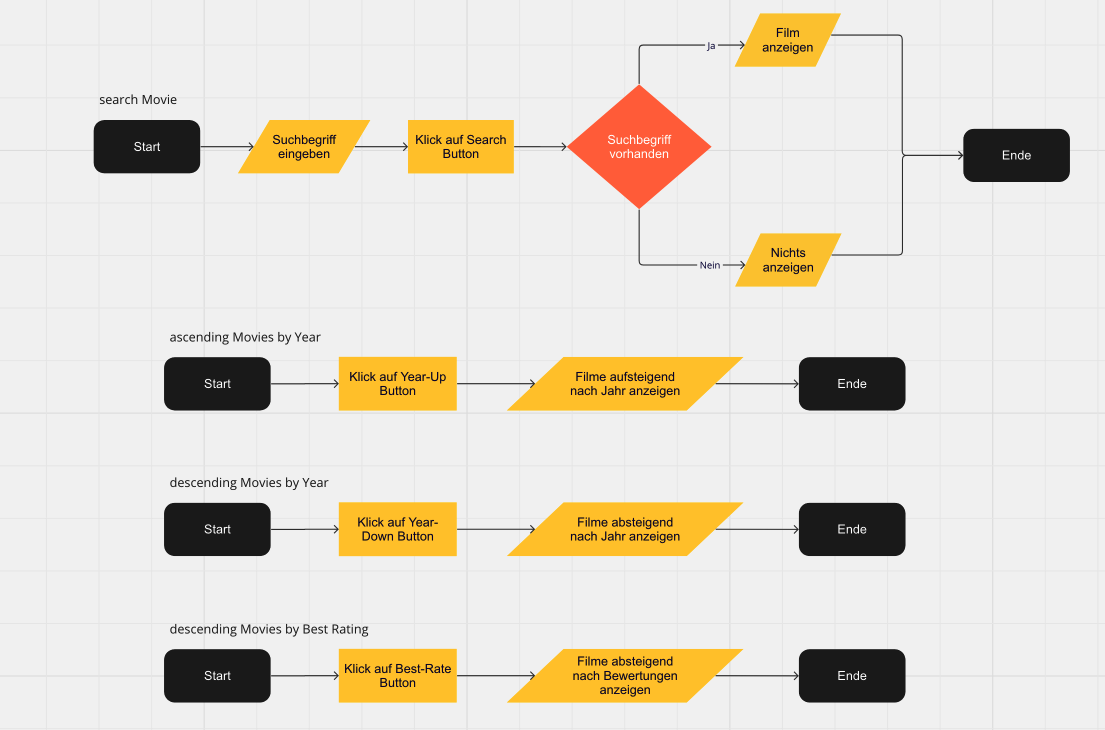 Film
anzeigen
Ja
search Movie
Start
Suchbegriff
eingeben
Klick auf Search
Button
Suchbegriff
vorhanden
Ende
Nein
Nichts
anzeigen
ascending Movies by Year
Start
Klick auf Year-Up
Button
Filme aufsteigend
nach Jahr anzeigen
Ende
descending Movies by Year
Start
Klick auf Year-
Down Button
Filme absteigend
nach Jahr anzeigen
Ende
descending Movies by Best Rating
Start
Klick auf Best-Rate
Button
Filme absteigend
nach Bewertungen
anzeigen
Ende